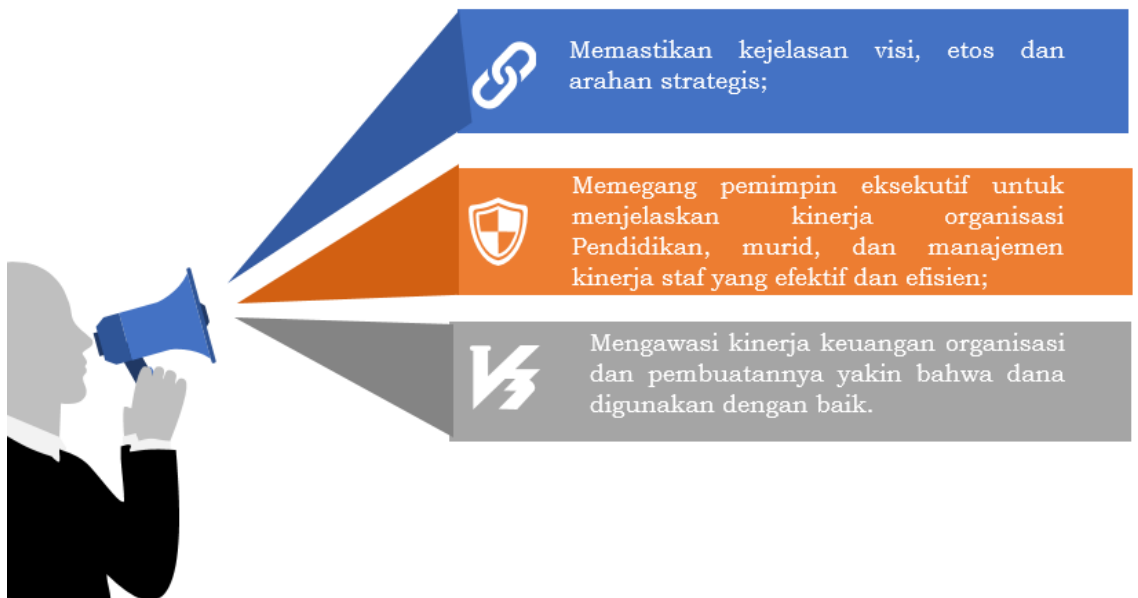 Memastikan kejelasan visi, etos dan
arahan strategis;
Memegang pemimpin eksekutif untuk
menjelaskan kinerja organisasi
Pendidikan, murid, dan manajemen
kinerja staf yang efektif dan efisien;
Mengawasi kinerja keuangan organisasi
dan pembuatannya yakin bahwa dana
digunakan dengan baik.